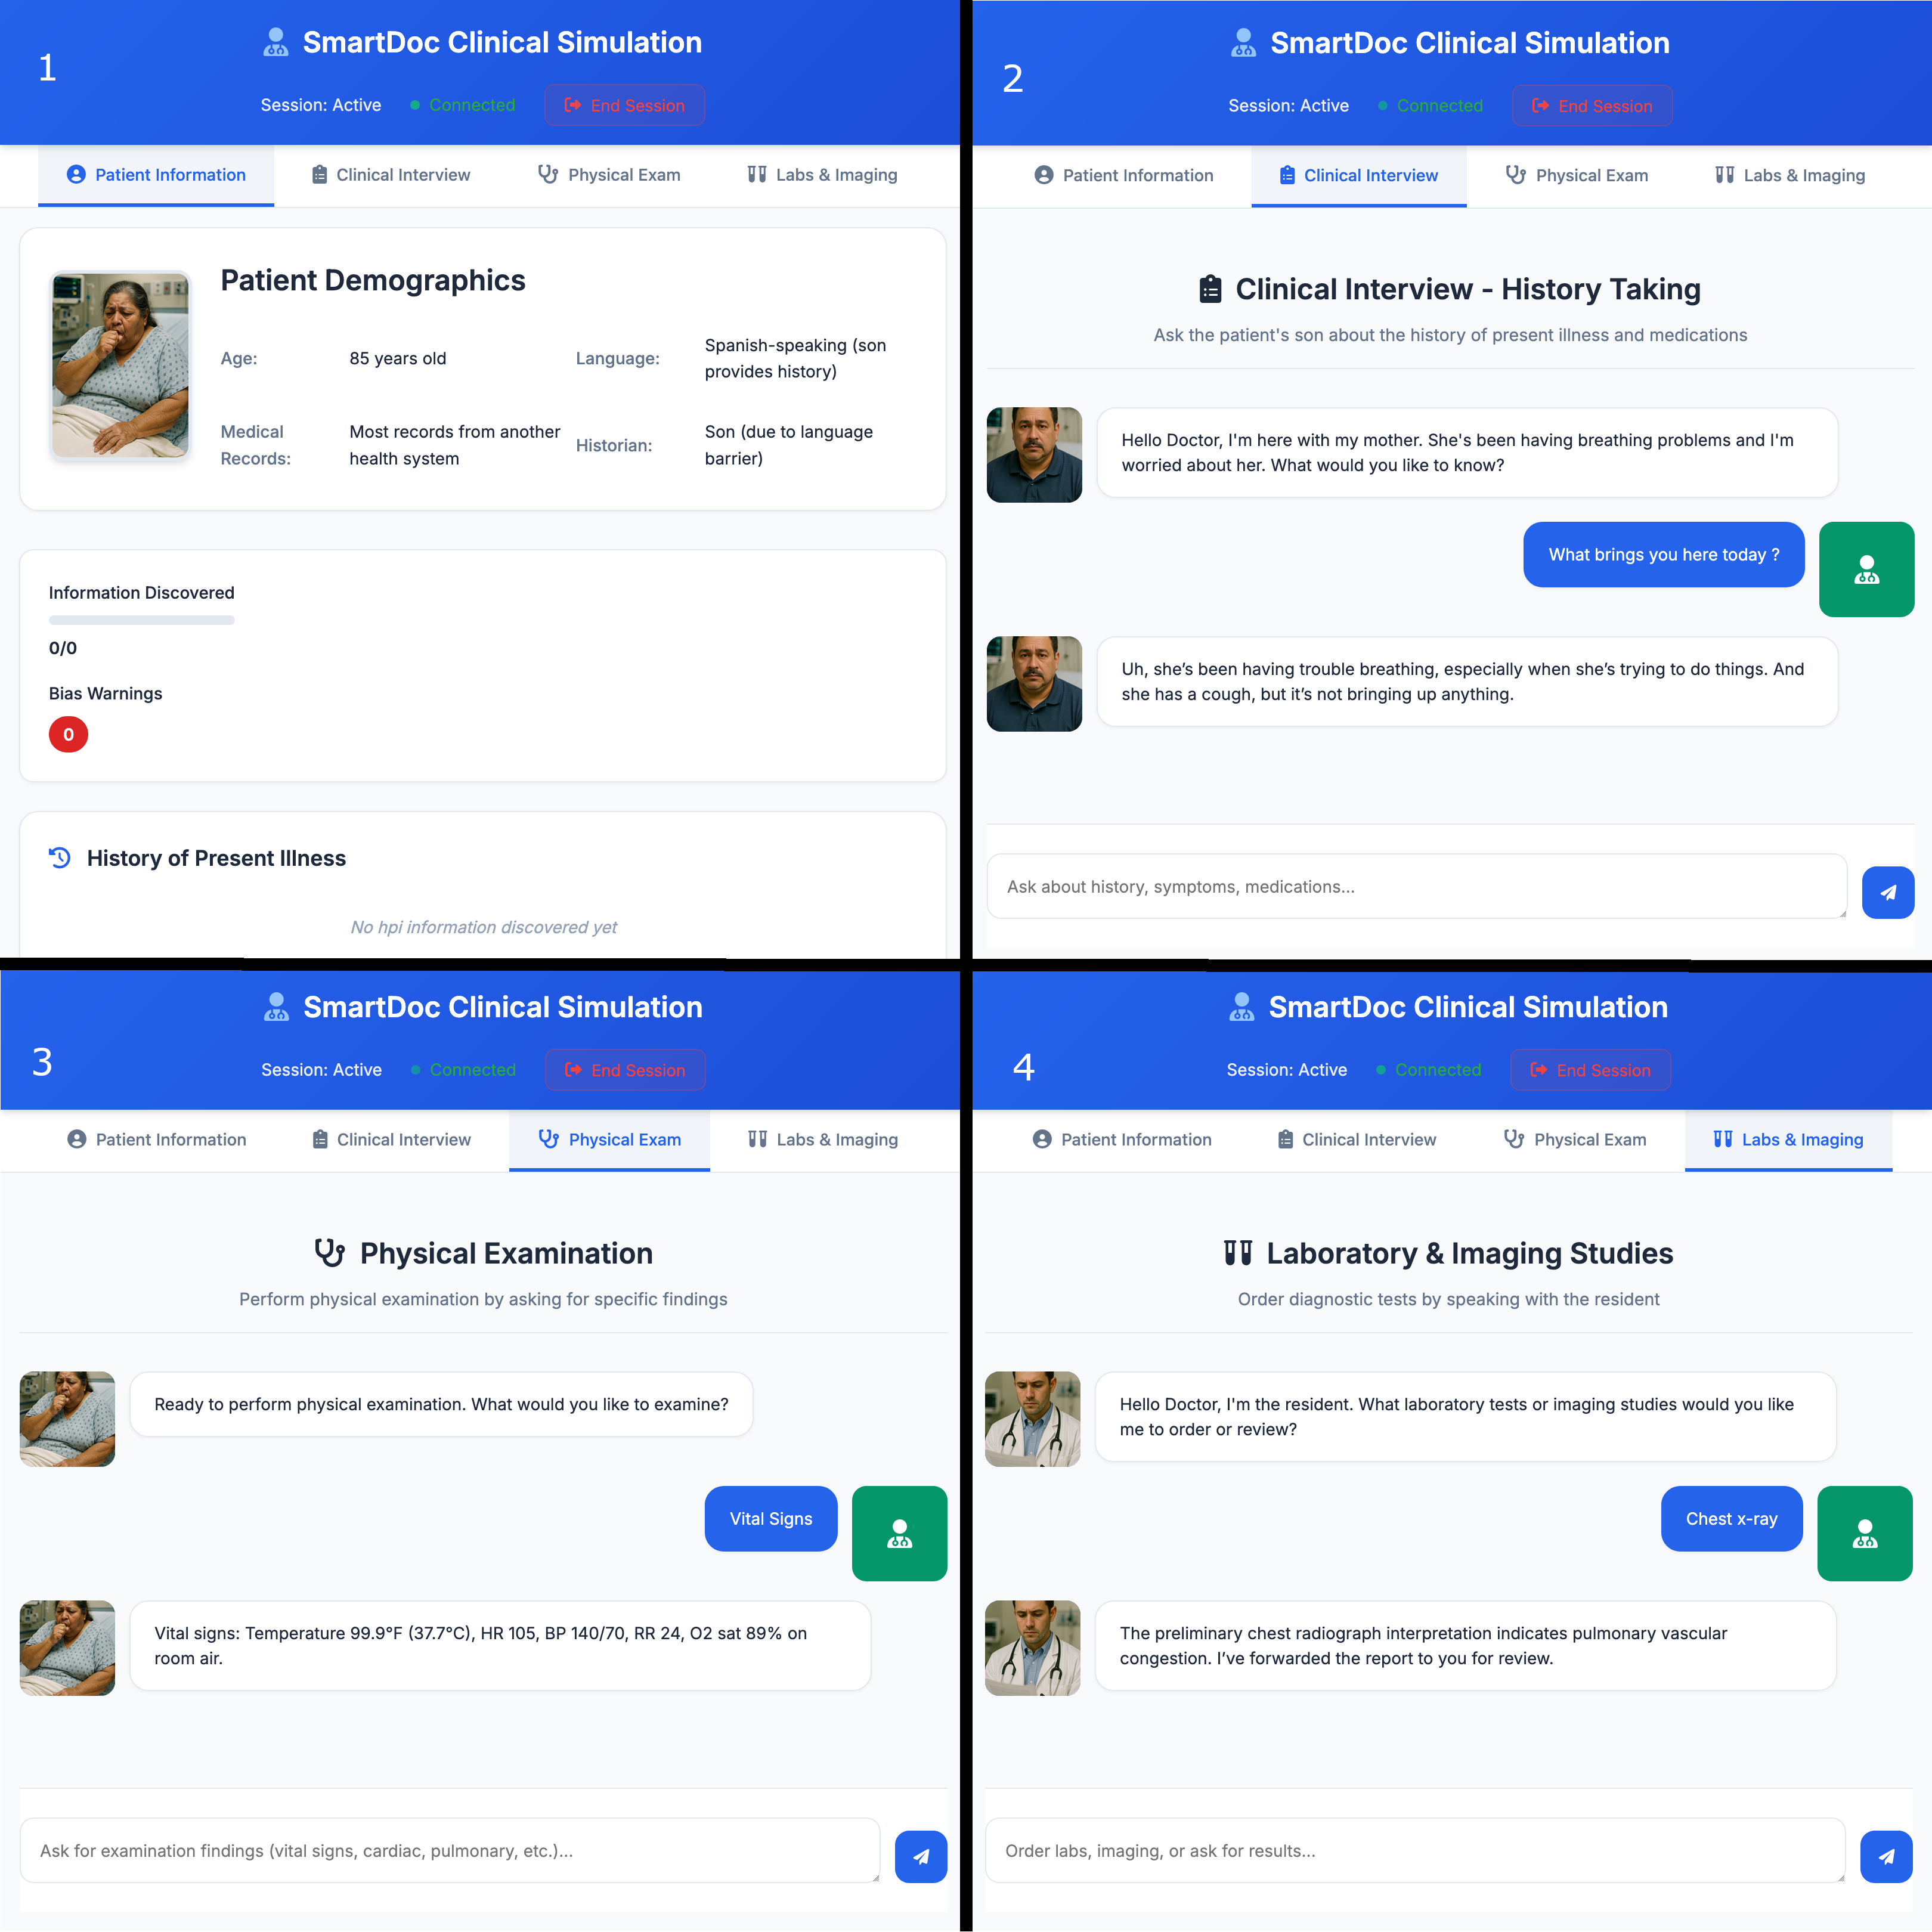 1
SmartDoc Clinical Simulation
Session: Active
Connected
End Session
Patient Information
Clinical Interview
Physical Exam
Labs & Imaging
Patient Demographics
Age:
85 years old
Language:
Spanish-speaking (son
provides history)
Medical
Records:
Most records from another
health system
Historian:
Son (due to language
barrier)
Information Discovered
0/0
Bias Warnings
0
History of Present Illness
No hpi information discovered yet
2
SmartDoc Clinical Simulation
Session: Active
Connected
End Session
Patient Information
Clinical Interview
Physical Exam
Labs & Imaging
Clinical Interview - History Taking
Ask the patient's son about the history of present illness and medications
Hello Doctor, I'm here with my mother. She's been having breathing problems and I'm
worried about her. What would you like to know?
What brings you here today ?
Uh, she’s been having trouble breathing, especially when she’s trying to do things. And
she has a cough, but it’s not bringing up anything.
Ask about history, symptoms, medications...
3
SmartDoc Clinical Simulation
Session: Active
Connected
End Session
Patient Information
Clinical Interview
Physical Exam
Labs & Imaging
Physical Examination
Perform physical examination by asking for specific findings
Ready to perform physical examination. What would you like to examine?
Vital Signs
Vital signs: Temperature 99.9°F (37.7°C), HR 105, BP 140/70, RR 24, O2 sat 89% on
room air.
Ask for examination findings (vital signs, cardiac, pulmonary, etc.)...
4
SmartDoc Clinical Simulation
Session: Active
Connected
End Session
Patient Information
Clinical Interview
Physical Exam
Labs & Imaging
Laboratory & Imaging Studies
Order diagnostic tests by speaking with the resident
Hello Doctor, I'm the resident. What laboratory tests or imaging studies would you like
me to order or review?
Chest x-ray
The preliminary chest radiograph interpretation indicates pulmonary vascular
congestion. I’ve forwarded the report to you for review.
Order labs, imaging, or ask for results...